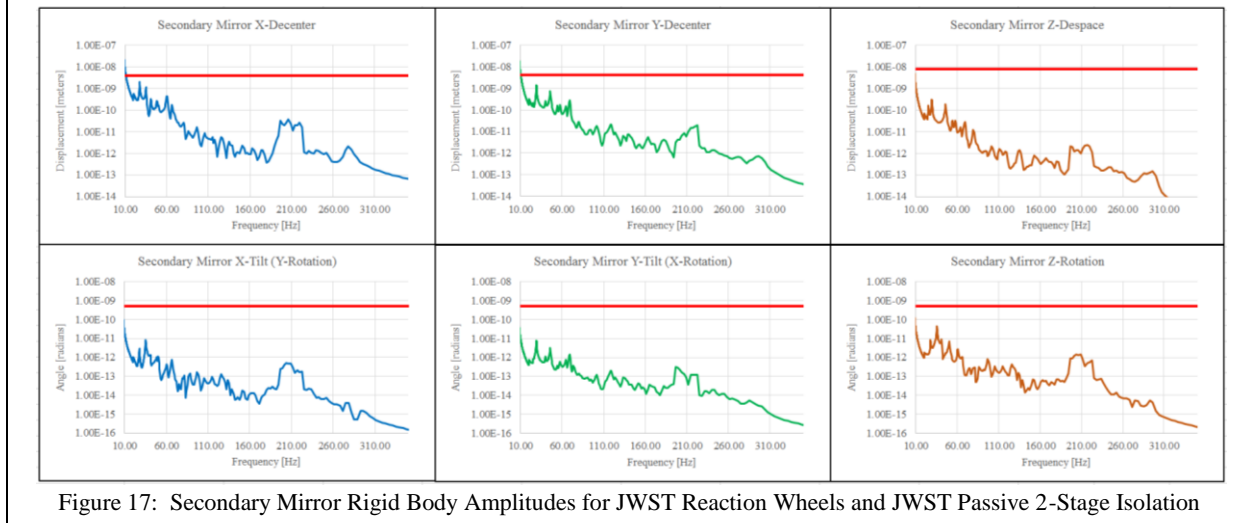 Secondary Mirror X-Decenter
Displacement [meters]
1.00E-07
1.00E-08
1.00E-09
1.00E-10
1.00E-11
1.00E-12
1.00E-13
1.00E-14
10.00 60.00 110.00 160.00 210.00 260.00 310.00
Frequency [Hz]
Secondary Mirror Y-Decenter
Displacement [meters]
1.00E-07
1.00E-08
1.00E-09
1.00E-10
1.00E-11
1.00E-12
1.00E-13
1.00E-14
10.00 60.00 110.00 160.00 210.00 260.00 310.00
Frequency [Hz]
Secondary Mirror Z-Despace
Displacement [meters]
1.00E-07
1.00E-08
1.00E-09
1.00E-10
1.00E-11
1.00E-12
1.00E-13
1.00E-14
10.00 60.00 110.00 160.00 210.00 260.00 310.00
Frequency [Hz]
Secondary Mirror X-Tilt (Y-Rotation)
Angle [radians]
1.00E-08
1.00E-09
1.00E-10
1.00E-11
1.00E-12
1.00E-13
1.00E-14
1.00E-15
1.00E-16
10.00 60.00 110.00 160.00 210.00 260.00 310.00
Frequency [Hz]
Secondary Mirror Y-Tilt (X-Rotation)
Angle [radians]
1.00E-08
1.00E-09
1.00E-10
1.00E-11
1.00E-12
1.00E-13
1.00E-14
1.00E-15
1.00E-16
10.00 60.00 110.00 160.00 210.00 260.00 310.00
Frequency [Hz]
Secondary Mirror Z-Rotation
Angle [radians]
1.00E-08
1.00E-09
1.00E-10
1.00E-11
1.00E-12
1.00E-13
1.00E-14
1.00E-15
1.00E-16
10.00 60.00 110.00 160.00 210.00 260.00 310.00
Frequency [Hz]
Figure 17: Secondary Mirror Rigid Body Amplitudes for JWST Reaction Wheels and JWST Passive 2-Stage Isolation